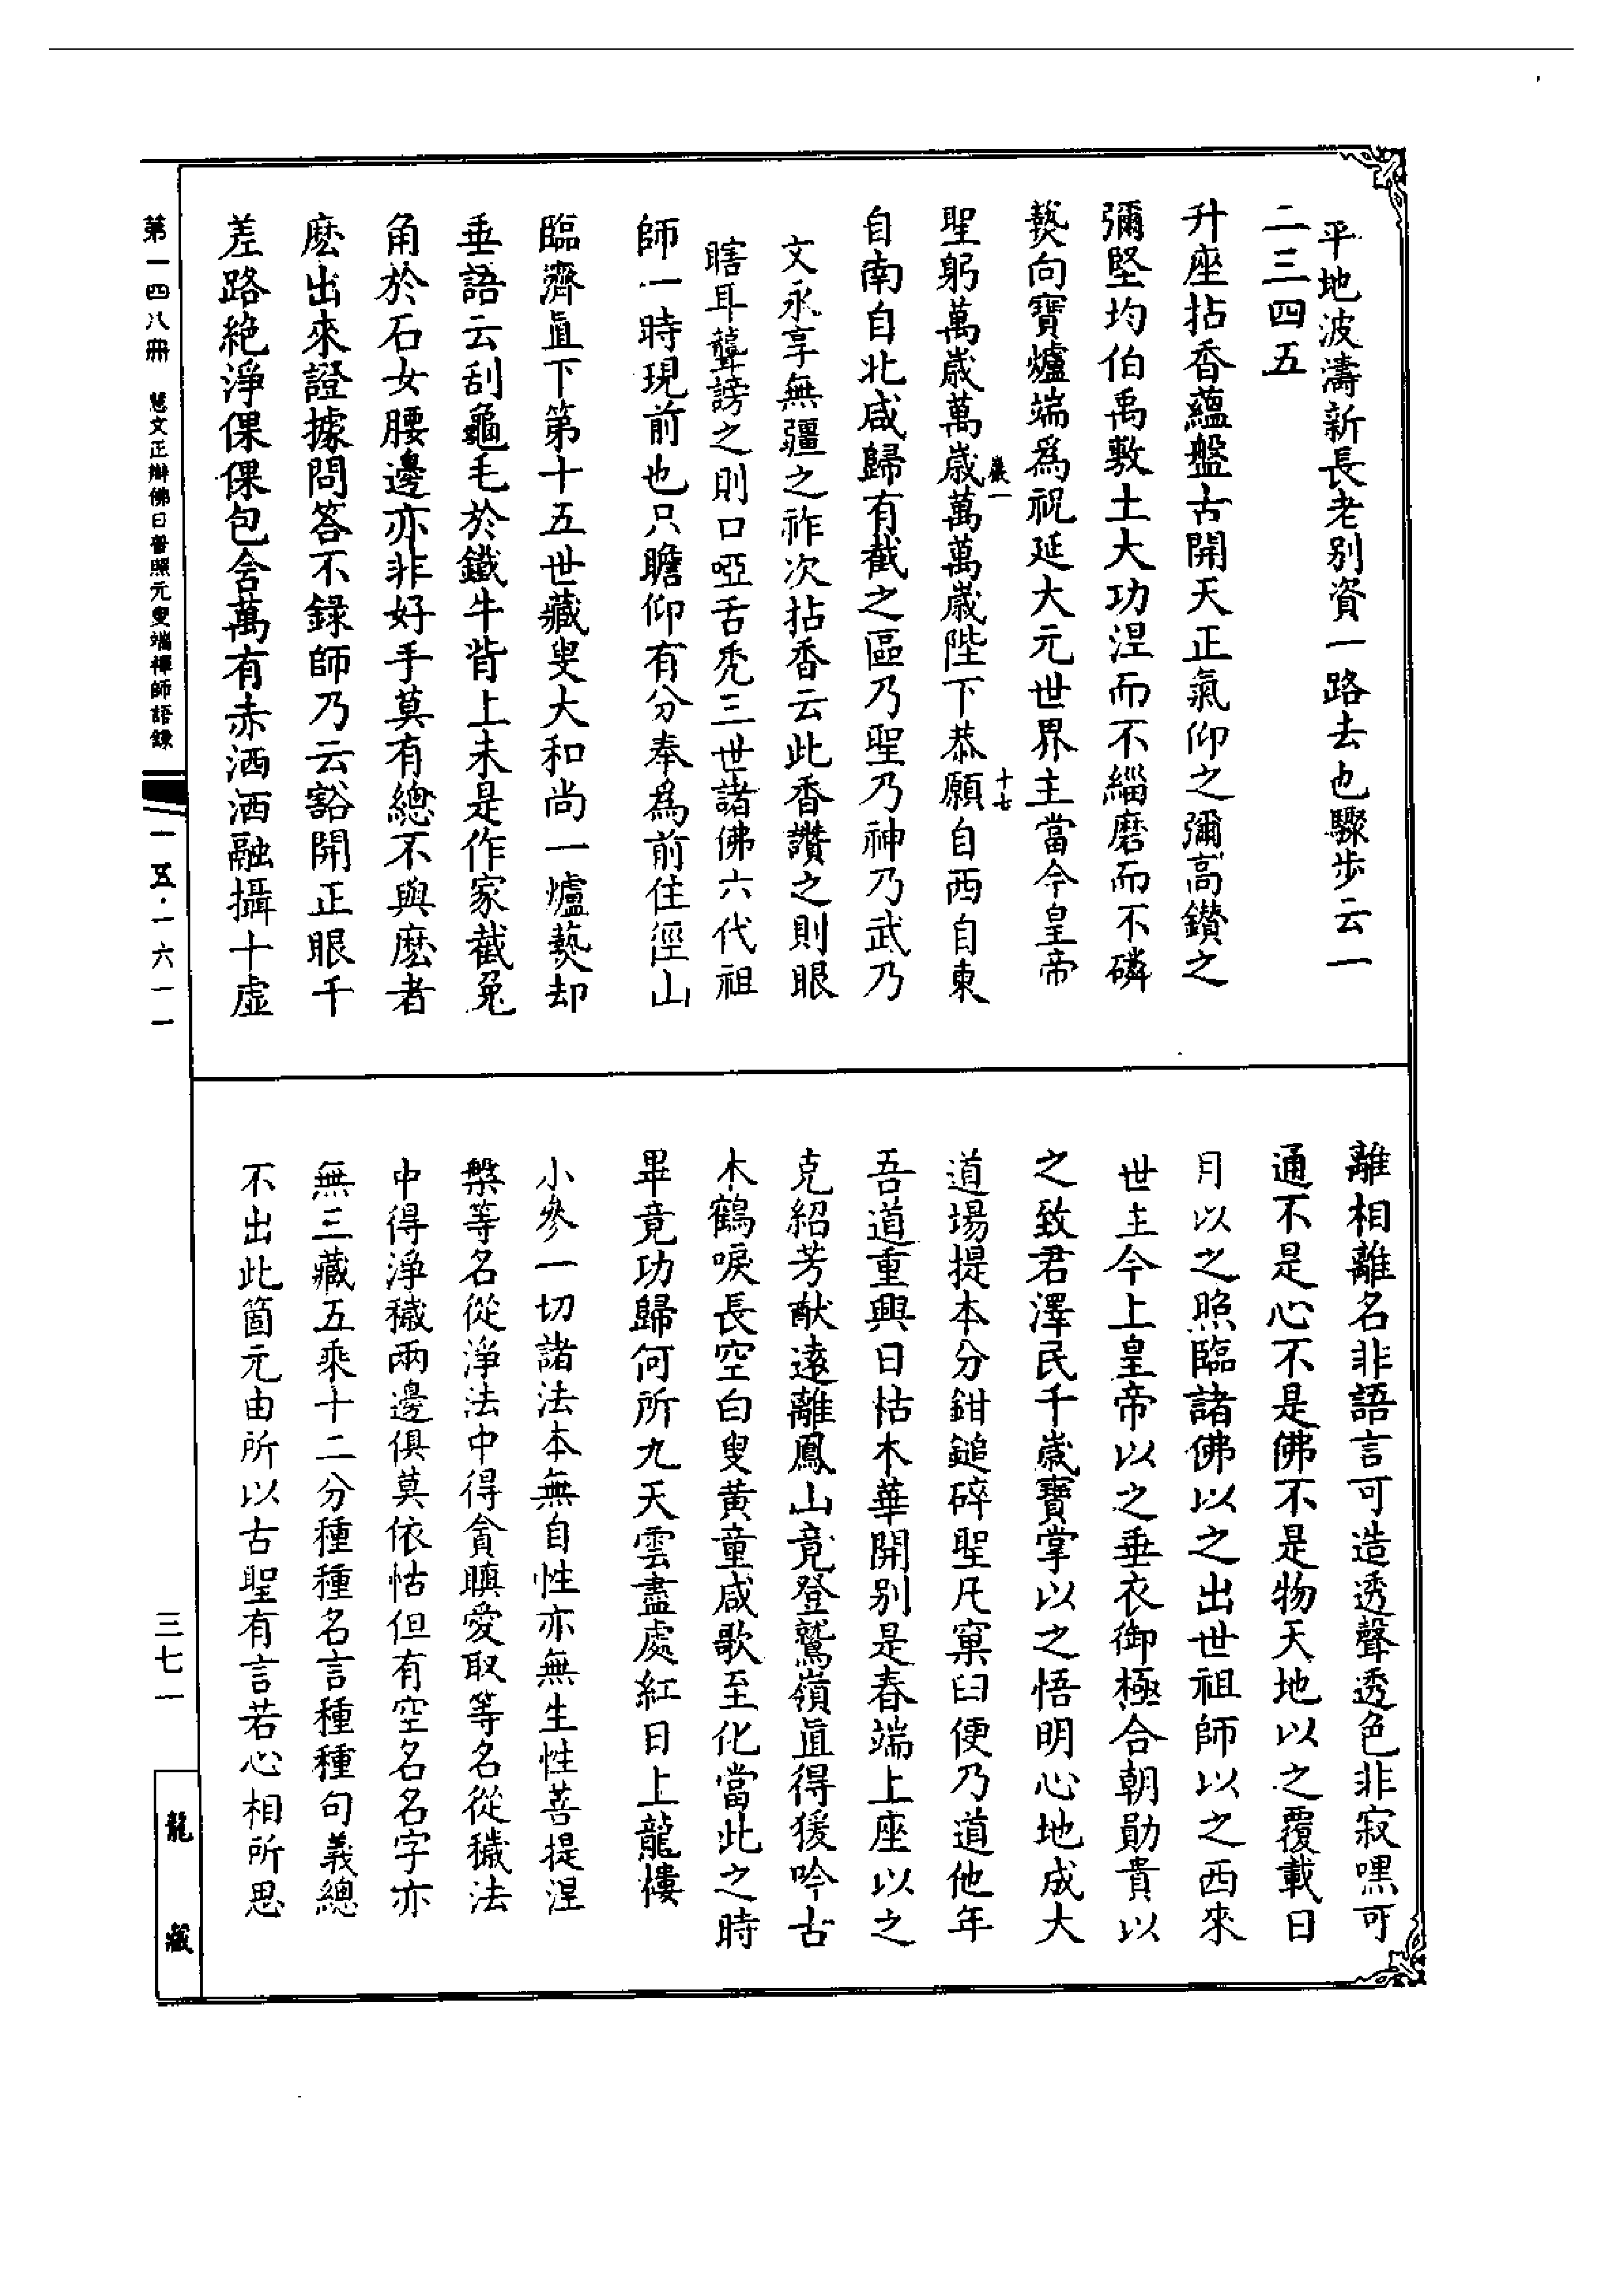 平地波濤新長老別資一路去也驟步云一
二三四五
升座拈香蘊盤古開天正氣仰之彌高鑚之
彌堅均伯禹敷土大功涅而不緇磨而不磷
爇向寶爐端爲祝延大元世界主當今皇帝
聖躬萬歲萬歲萬萬歲陛下恭願自西自東
嚴一
十七
自南自北咸歸有截之區乃聖乃神乃武乃
文永享無疆之祚次拈香云此香讚之則眼
瞎耳聾謗之則口啞舌禿三世諸佛六代祖
師一時現前也只瞻仰有分奉爲前住徑山
臨濟眞下第十五世藏叟大和尚一爐爇却
垂語云刮龜毛於鐵牛背上未是作家截兔
角於石女腰邊亦非好手莫有總不與麽者
麽出來證據問答不錄師乃云豁開正眼千
差路絶淨倮倮包含萬有赤洒洒融攝十虛
離相離名非語言可造透聲透色非寂嘿可
通不是心不是佛不是物天地以之覆載日
月以之照臨諸佛以之出世祖師以之西來
世主今上皇帝以之垂衣御極合朝勛貴以
之致君澤民千嵗寶掌以之悟明心地成大
道場提本分鉗鎚碎聖凡窠臼便乃道他年
吾道重興日枯木華開別是春端上座以之
克紹芳猷遠離鳳山竟登鷲嶺眞得猨吟古
木鶴唳長空白叟黄童咸歌至化當此之時
畢竟功歸何所九天雲盡處紅日上龍樓
小參一切諸法本無自性亦無生性菩提涅
槃等名從淨法中得貪瞋愛取等名從穢法
中得淨穢兩邊俱莫依怙但有空名名字亦
無三藏五乘十二分種種名言種種句義總
不出此箇元由所以古聖有言若心相所思
第一四八冊 慧文正辯佛日普照元叟端禪師語錄
一五·一六一一
三七一
龍藏